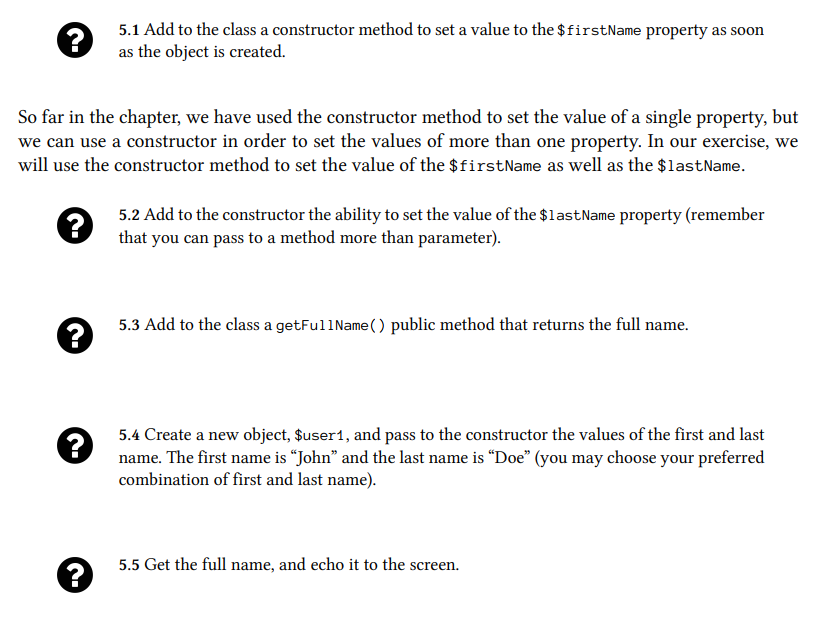 5.1 Add to the class a constructor method to set a value to the $firstName property as soon
as the object is created.
So far in the chapter, we have used the constructor method to set the value of a single property, but
we can use a constructor in order to set the values of more than one property. In our exercise, we
will use the constructor method to set the value of the $firstName as well as the $lastName.
5.2 Add to the constructor the ability to set the value of the $lastName property (remember
that you can pass to a method more than parameter).
5.3 Add to the class a getFullName() public method that returns the full name.
5.4 Create a new object, $user1, and pass to the constructor the values of the first and last
name. The first name is “John” and the last name is “Doe” (you may choose your preferred
combination of first and last name).
5.5 Get the full name, and echo it to the screen.